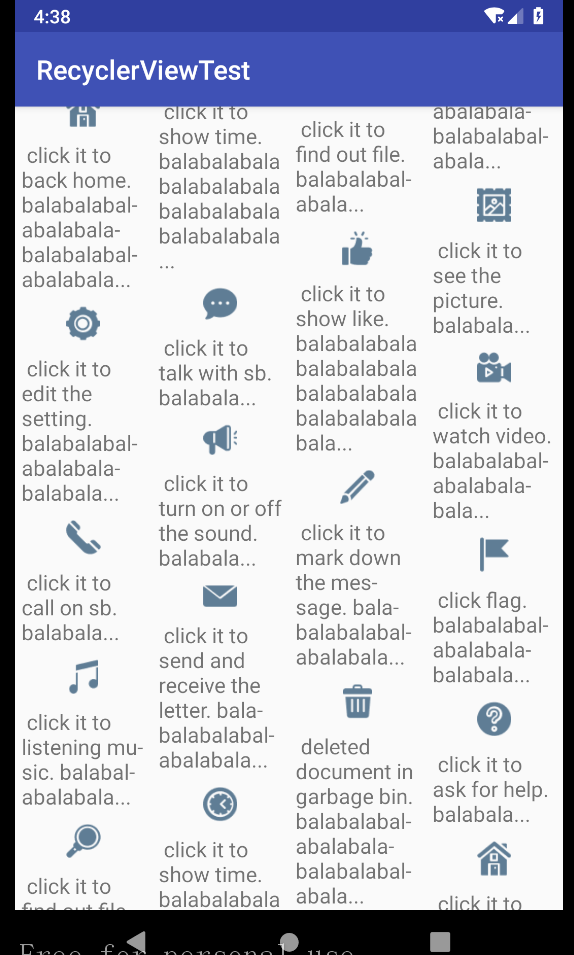 4:38
RecyclerViewTest
click it to
back home.
balabalabal-
abalabala-
balabalabal-
abalabala...
click it to
edit the
setting.
balabalabal-
abalabala-
balabala...
click it to
call on sb.
balabala...
click it to
listening mu-
sic. balabal-
abalabala...
click it to
find out file.
click it to
show time.
balabalabala
balabalabala
balabalabala
balabalabala
...
click it to
talk with sb.
balabala...
click it to
turn on or off
the sound.
balabala...
click it to
send and
receive the
letter. bala-
balabalabal-
abalabala...
click it to
show time.
balabalabala
click it to
find out file.
balabalabal-
abala...
click it to
show like.
balabalabala
balabalabala
balabalabala
balabalabala
bala...
click it to
mark down
the mes-
sage. bala-
balabalabal-
abalabala...
deleted
document in
garbage bin.
balabalabal-
abalabala-
balabalabal-
abala...
abalabala-
balabalabal-
abala...
click it to
see the
picture.
balabala...
click it to
watch video.
balabalabal-
abalabala-
bala...
click flag.
balabalabal-
abalabala-
balabala...
click it to
ask for help.
balabala...
click it to
Free for personal use